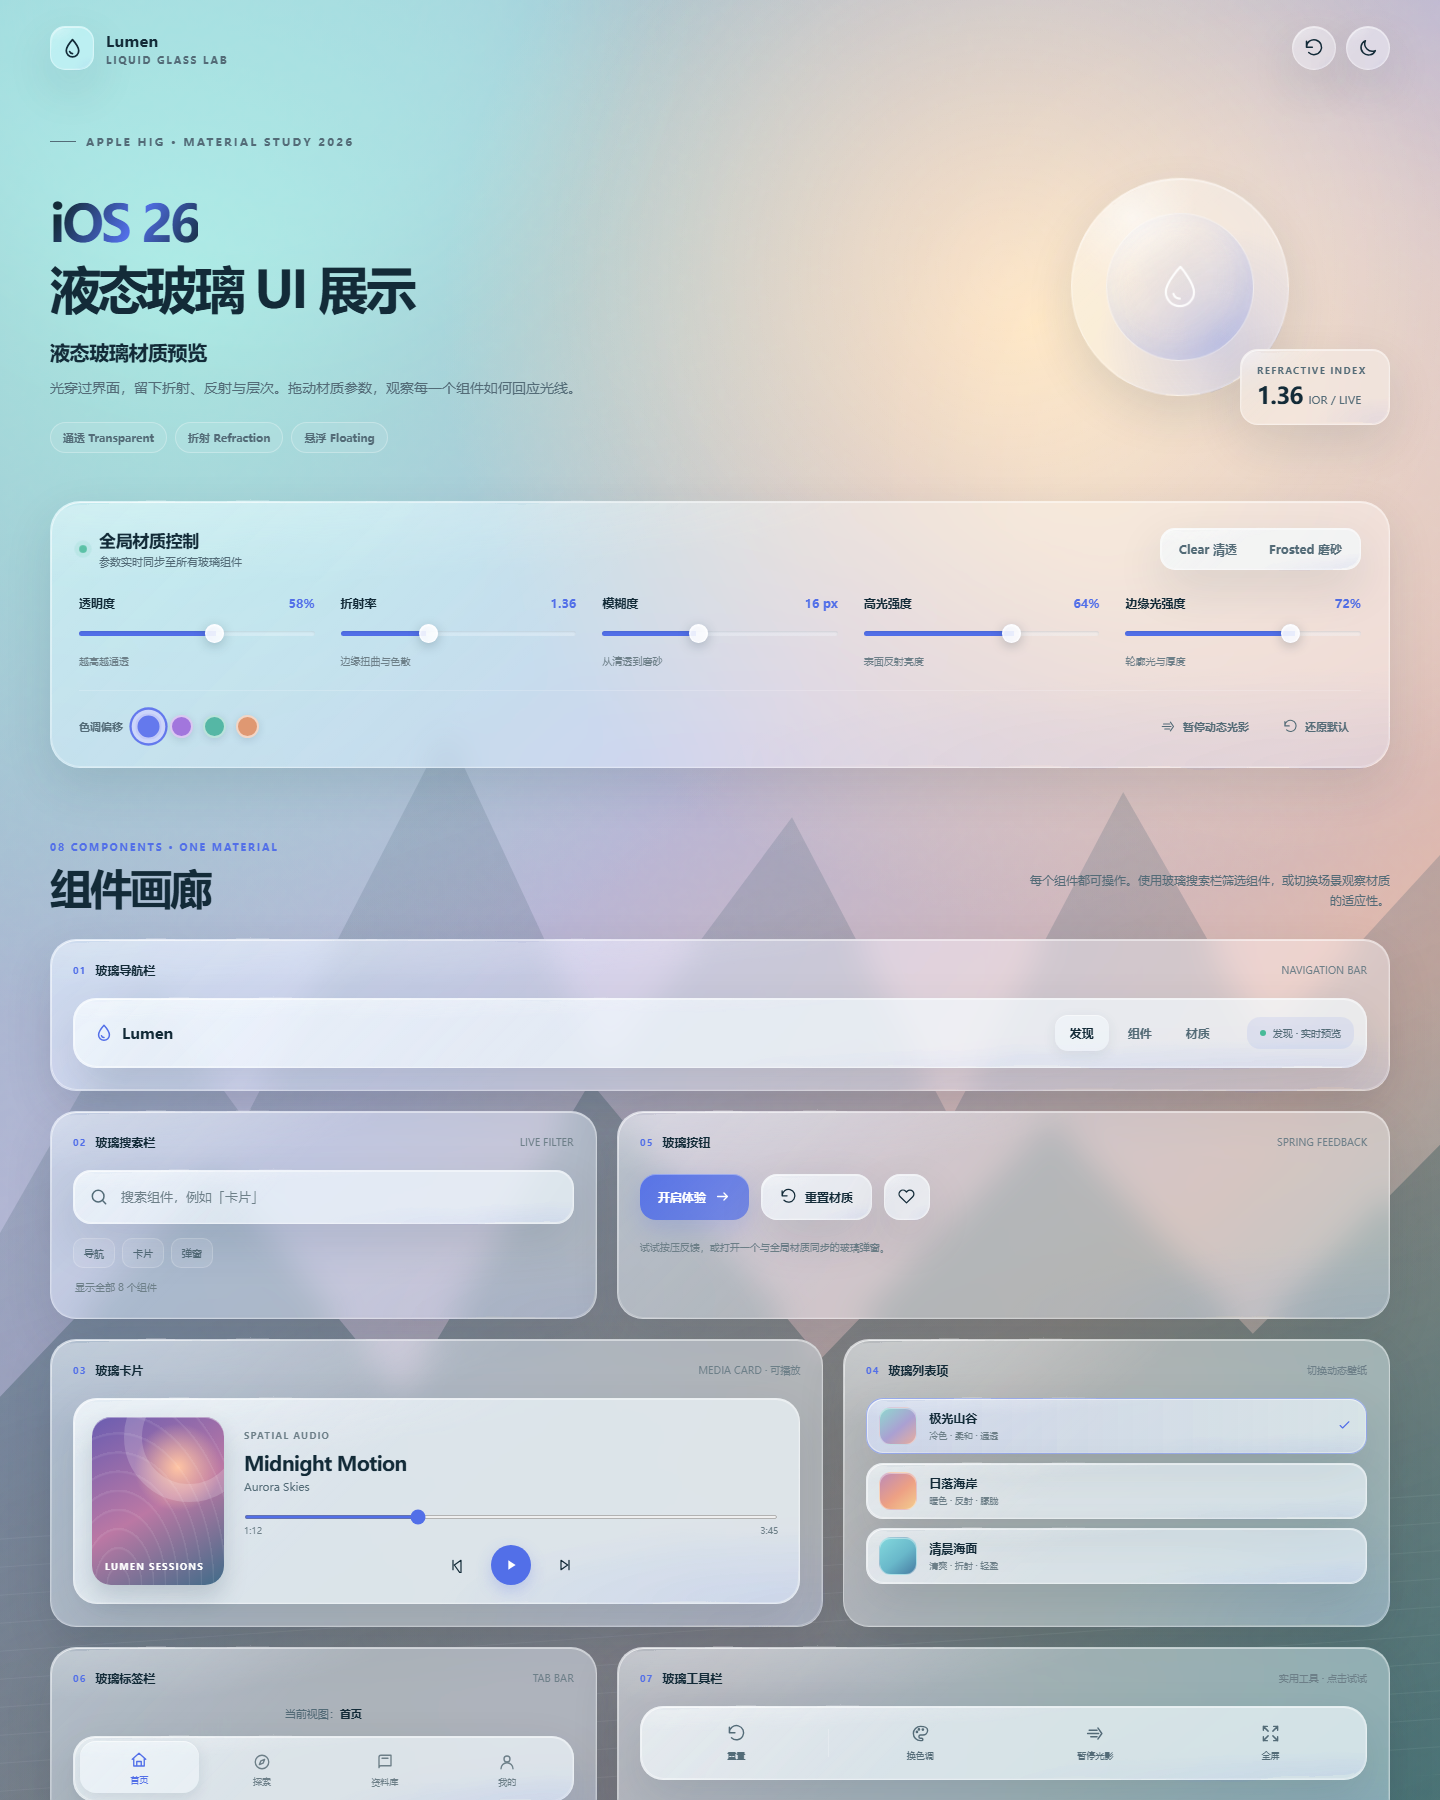 Lumen
LIQUID GLASS LAB
APPLE HIG • MATERIAL STUDY 2026
iOS 26
液态玻璃 UI 展示
液态玻璃材质预览
光穿过界面，留下折射、反射与层次。拖动材质参数，观察每一个组件如何回应光线。
通透 Transparent
折射 Refraction
悬浮 Floating
REFRACTIVE INDEX
1.36 IOR / LIVE
全局材质控制
参数实时同步至所有玻璃组件
Clear 清透
Frosted 磨砂
透明度 58%
越高越通透
折射率 1.36
边缘扭曲与色散
模糊度 16 px
从清透到磨砂
高光强度 64%
表面反射亮度
边缘光强度 72%
轮廓光与厚度
色调偏移
暂停动态光影
还原默认
08 COMPONENTS • ONE MATERIAL
组件画廊
每个组件都可操作。使用玻璃搜索栏筛选组件，或切换场景观察材质
的适应性。
01 玻璃导航栏 NAVIGATION BAR
Lumen
发现
组件
材质
发现 · 实时预览
02 玻璃搜索栏 LIVE FILTER
搜索组件，例如「卡片」
导航
卡片
弹窗
显示全部 8 个组件
05 玻璃按钮 SPRING FEEDBACK
开启体验
重置材质
试试按压反馈，或打开一个与全局材质同步的玻璃弹窗。
03 玻璃卡片 MEDIA CARD · 可播放
LUMEN SESSIONS
SPATIAL AUDIO
Midnight Motion
Aurora Skies
1:12 3:45
04 玻璃列表项 切换动态壁纸
极光山谷
冷色 · 柔和 · 通透
日落海岸
暖色 · 反射 · 朦胧
清晨海面
清爽 · 折射 · 轻盈
06 玻璃标签栏 TAB BAR
当前视图：首页
首页
探索
资料库
我的
07 玻璃工具栏 实用工具 · 点击试试
重置
换色调
暂停光影
全屏